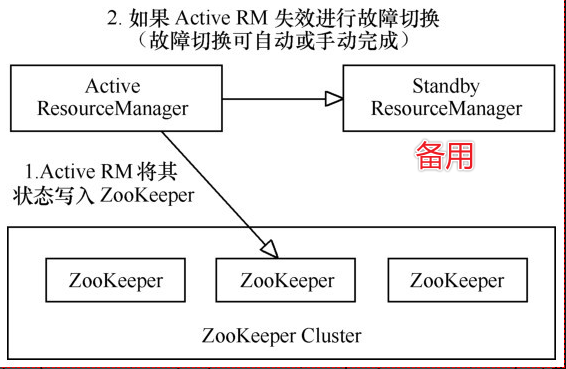 2. 如果 Active RM 失效进行故障切换
（故障切换可自动或手动完成）
Active
ResourceManager
Standby
ResourceManager
备用
1.Active RM 将其
状态写入 ZooKeeper
ZooKeeper
ZooKeeper
ZooKeeper
ZooKeeper Cluster